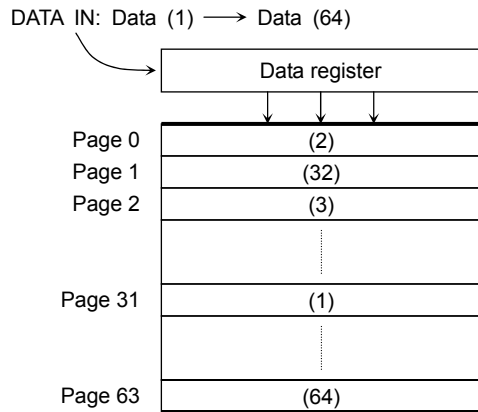 DATA IN: Data (1) → Data (64)
Data register
Page 0 (2)
Page 1 (32)
Page 2 (3)
Page 31 (1)
Page 63 (64)